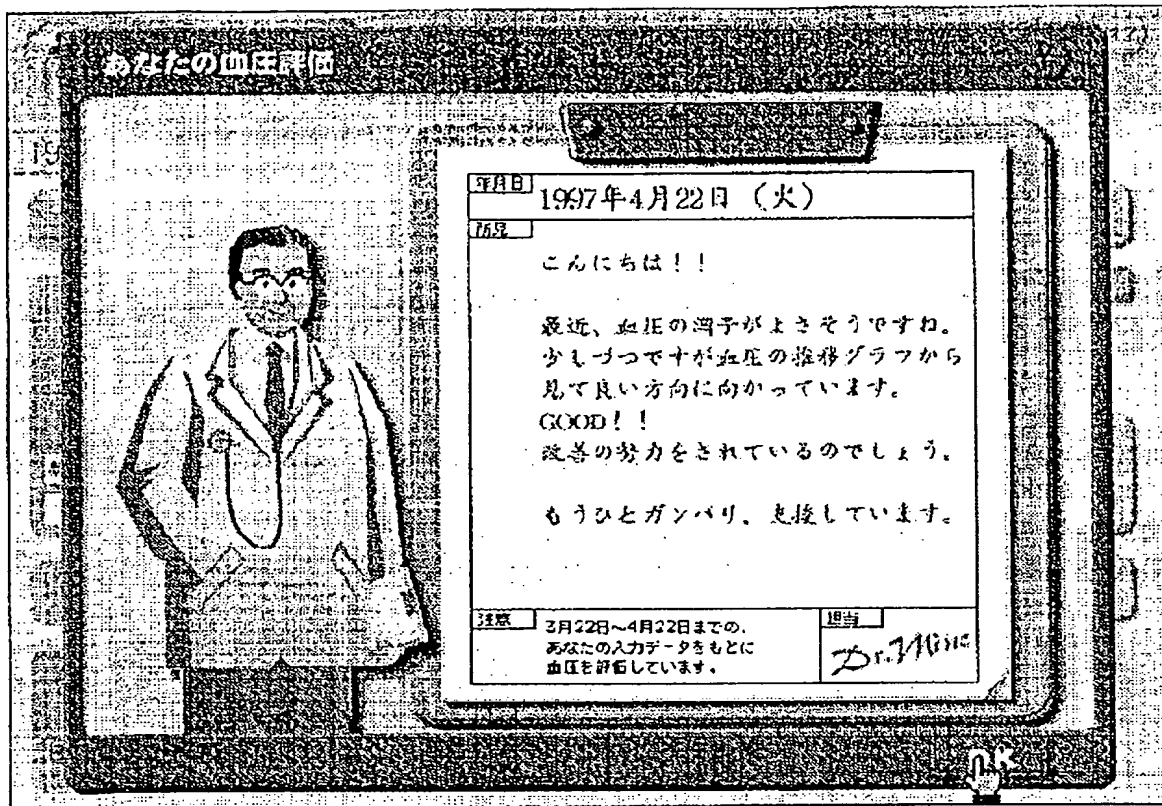 あなたの血圧評価
19
年月日 1997年4月22日（火）
所見
こんにちは！！
最近、血圧の調子がよさそうですね。
少しづつですが血圧の推移グラフから
見て良い方向に向かっています。
GOOD！！
改善の努力をされているのでしょう。
もうひとガンバリ、応援しています。
注意
3月22日～4月22日までの、
あなたの入力データをもとに
血圧を評価しています。
担当
OK